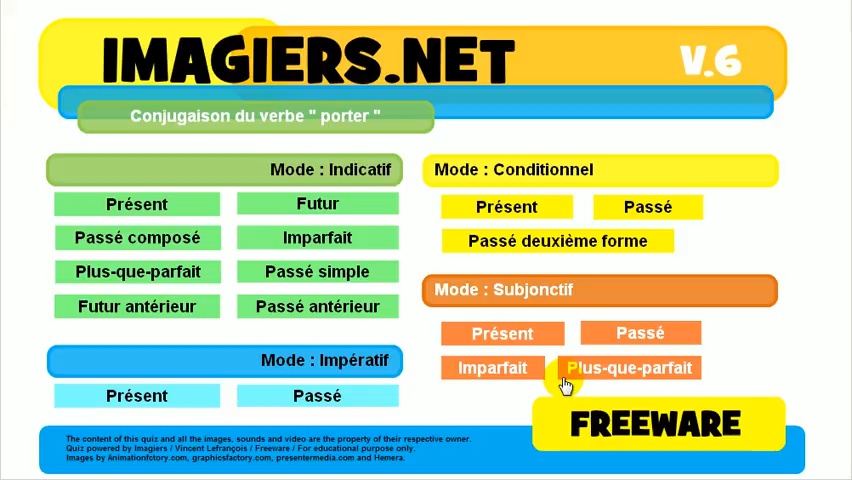 IMAGIERS.NET
V.6
Conjugaison du verbe " porter "
Mode : Indicatif
Présent
Futur
Passé composé
Imparfait
Plus-que-parfait
Passé simple
Futur antérieur
Passé antérieur
Mode : Impératif
Présent
Passé
Mode : Conditionnel
Présent
Passé
Passé deuxième forme
Mode : Subjonctif
Présent
Passé
Imparfait
Plus-que-parfait
FREEWARE
The content of this quiz and all the images, sounds and video are the property of their respective owner.
Quiz powered by Imagiers / Vincent Lefrançois / Freeware / For educational purpose only.
Images by Animationfctory.com, graphicsfactory.com, presentermedia.com and Hemera.